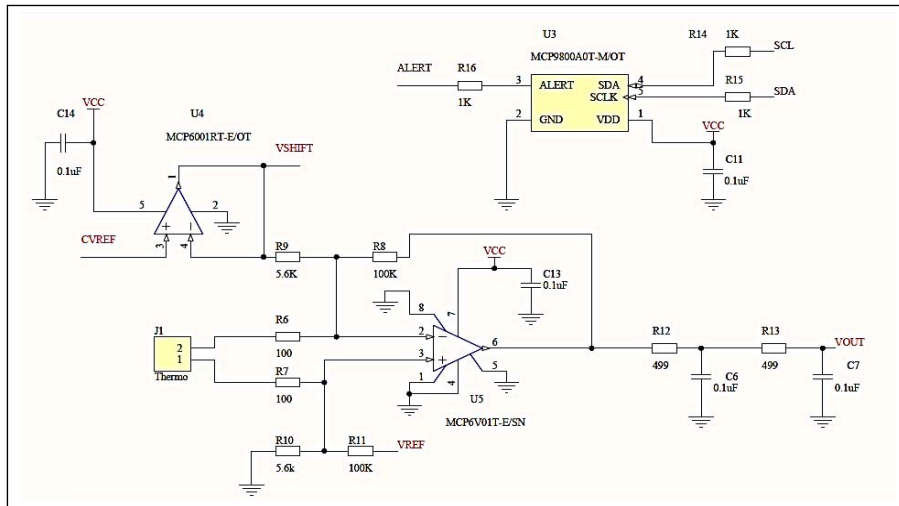 U3
MCP9800A0T-M/OT
R14
1K
SCL
ALERT
R16
1K
3
ALERT
SDA
4
SCLK
5
R15
1K
SDA
2
GND
VDD
1
VCC
C11
0.1uF
C14
VCC
0.1uF
U4
MCP6001RT-E/OT
VSHIFT
1
5
2
+
-
3
4
CVREF
R9
5.6K
R8
100K
VCC
C13
0.1uF
8
7
J1
2
1
Thermo
R6
100
2
-
3
+
6
R7
100
1
4
5
U5
MCP6V01T-E/SN
R12
499
R13
499
VOUT
C6
0.1uF
C7
0.1uF
R10
5.6k
R11
100K
VREF